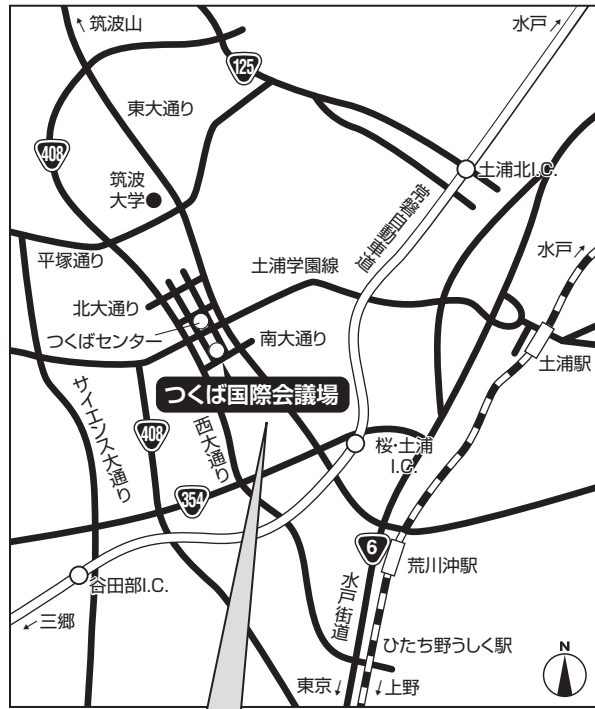 筑波山
水戸
125
東大通り
408
筑波
大学
土浦北I.C.
常磐自動車道
水戸
平塚通り
土浦学園線
北大通り
つくばセンター
南大通り
土浦駅
つくば国際会議場
サイエンス大通り
408
西大通り
桜・土浦
I.C.
354
6
荒川沖駅
谷田部I.C.
水戸街道
三郷
ひたち野うしく駅
東京
上野
N